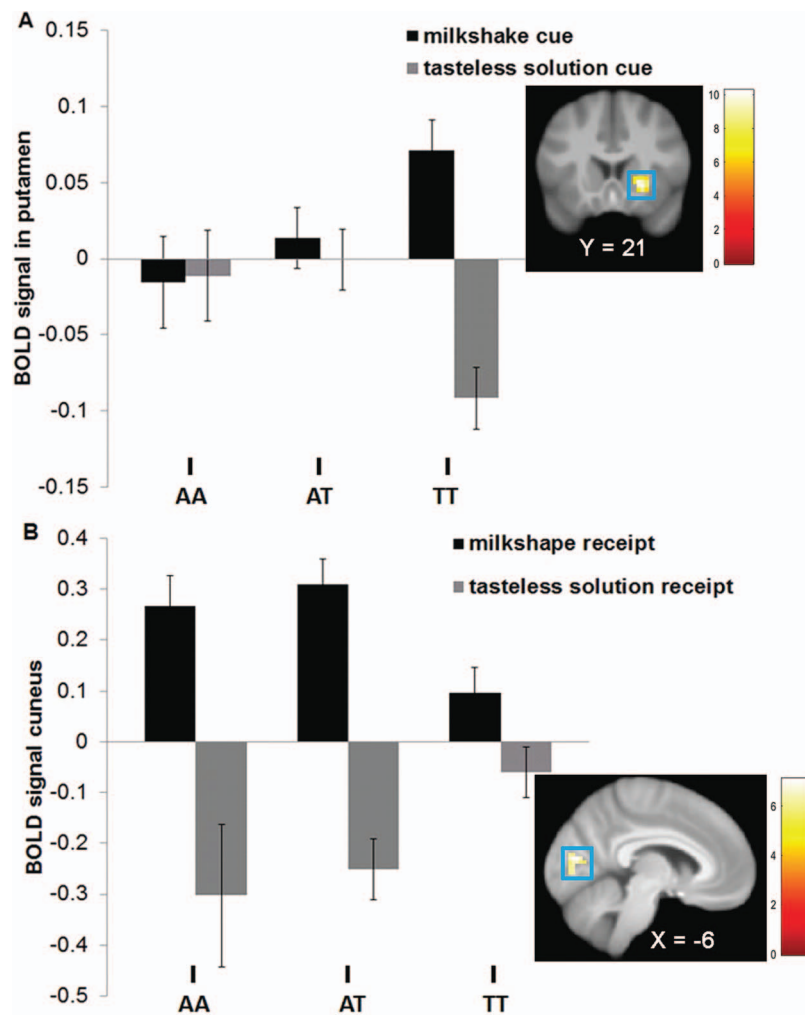 A
0.15
0.1
0.05
0
-0.05
-0.1
-0.15
BOLD signal in putamen
milkshake cue
tasteless solution cue
Y = 21
10
8
6
4
2
0
AA
AT
TT
B
0.4
0.3
0.2
0.1
0
-0.1
-0.2
-0.3
-0.4
-0.5
BOLD signal cuneus
milkshape receipt
tasteless solution receipt
X = -6
6
4
2
0
AA
AT
TT